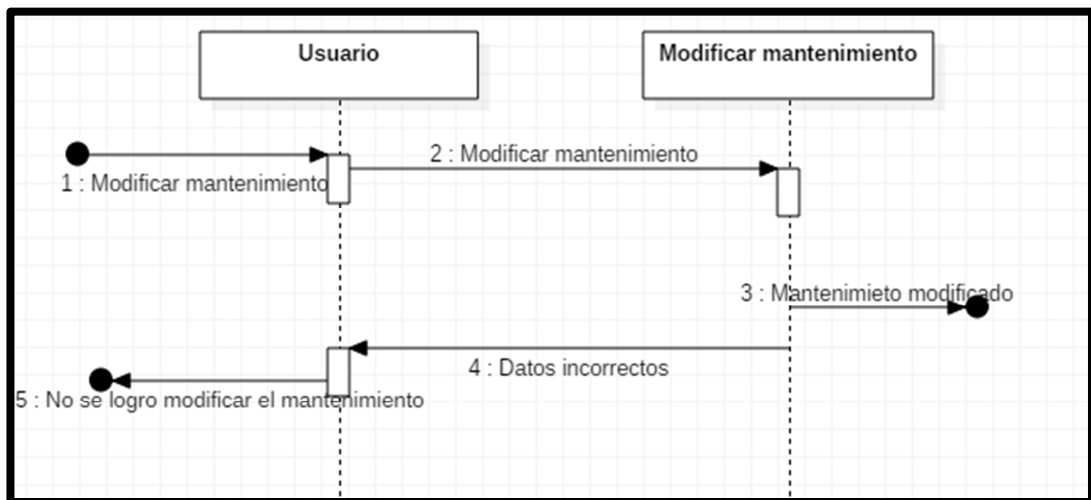 Usuario
Modificar mantenimiento
2 : Modificar mantenimiento
1 : Modificar mantenimiento
3 : Mantenimieto modificado
4 : Datos incorrectos
5 : No se logro modificar el mantenimiento